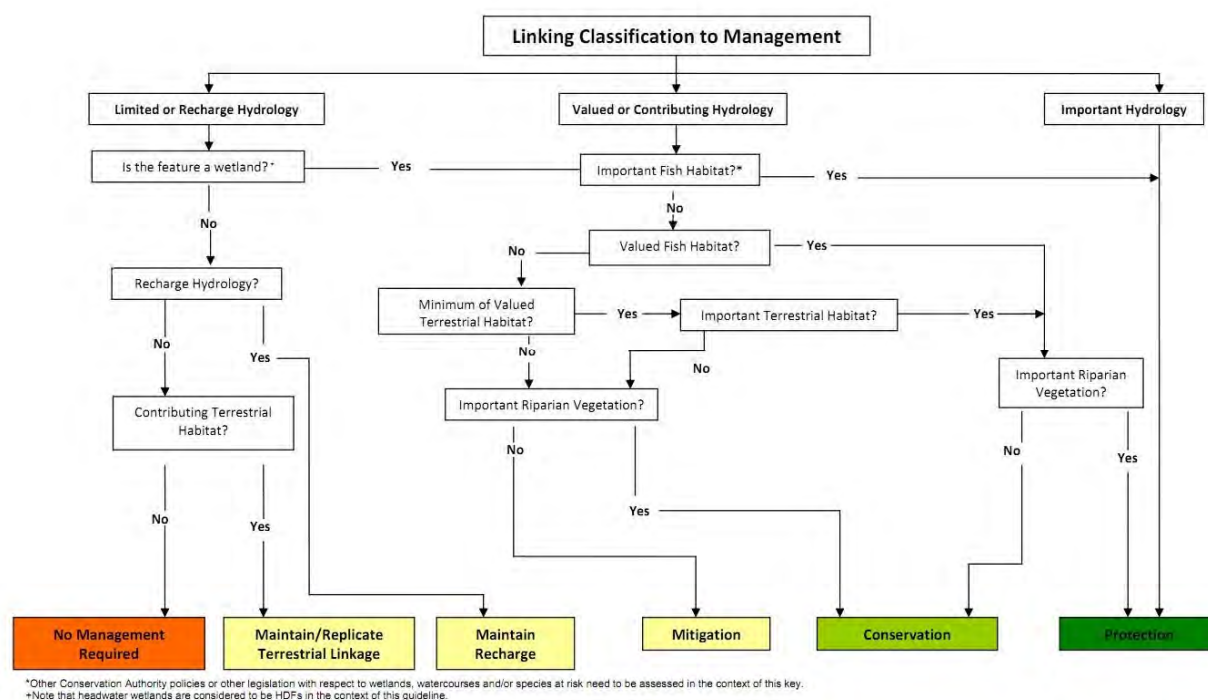 Linking Classification to Management
Limited or Recharge Hydrology
Valued or Contributing Hydrology
Important Hydrology
Is the feature a wetland?+
Yes
Important Fish Habitat?*
Yes
No
No
Valued Fish Habitat?
No
Yes
Recharge Hydrology?
Minimum of Valued
Terrestrial Habitat?
Yes
Important Terrestrial Habitat?
Yes
No
Yes
No
No
Important Riparian Vegetation?
Important Riparian
Vegetation?
Contributing Terrestrial
Habitat?
No
No
Yes
No
Yes
Yes
No Management
Required
Maintain/Replicate
Terrestrial Linkage
Maintain
Recharge
Mitigation
Conservation
Protection
*Other Conservation Authority policies or other legislation with respect to wetlands, watercourses and/or species at risk need to be assessed in the context of this key.
+Note that headwater wetlands are considered to be HDFs in the context of this guideline.